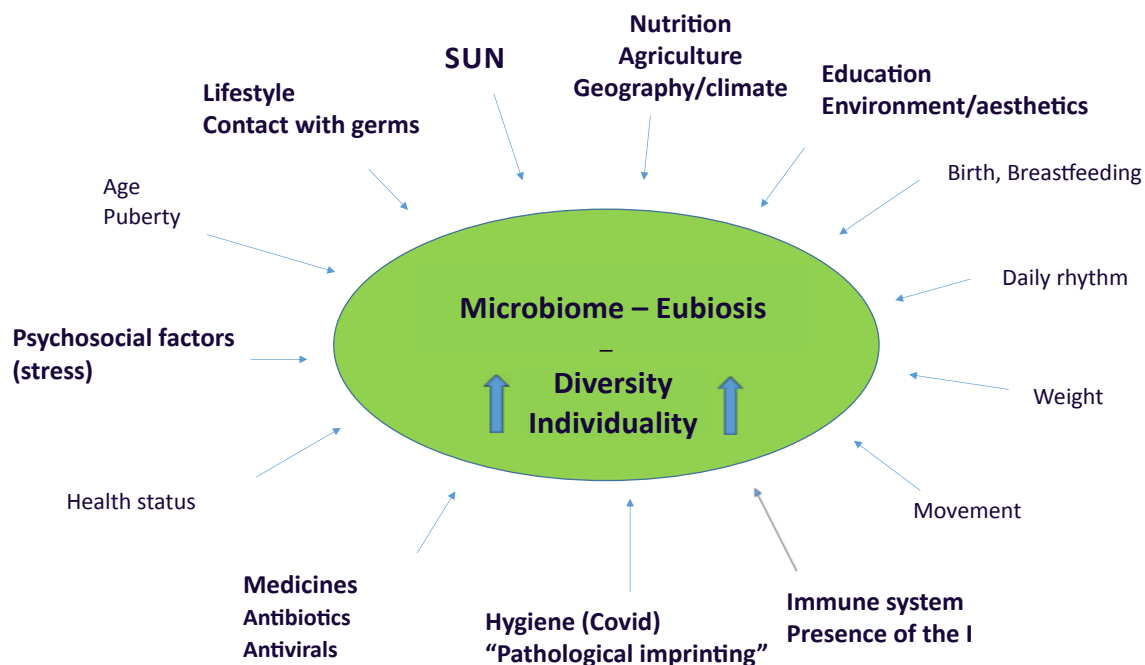 SUN
Nutrition
Agriculture
Geography/climate
Education
Environment/aesthetics
Lifestyle
Contact with germs
Birth, Breastfeeding
Age
Puberty
Daily rhythm
Microbiome – Eubiosis
–
Diversity
Individuality
Psychosocial factors
(stress)
Weight
Health status
Movement
Medicines
Antibiotics
Antivirals
Hygiene (Covid)
“Pathological imprinting”
Immune system
Presence of the I